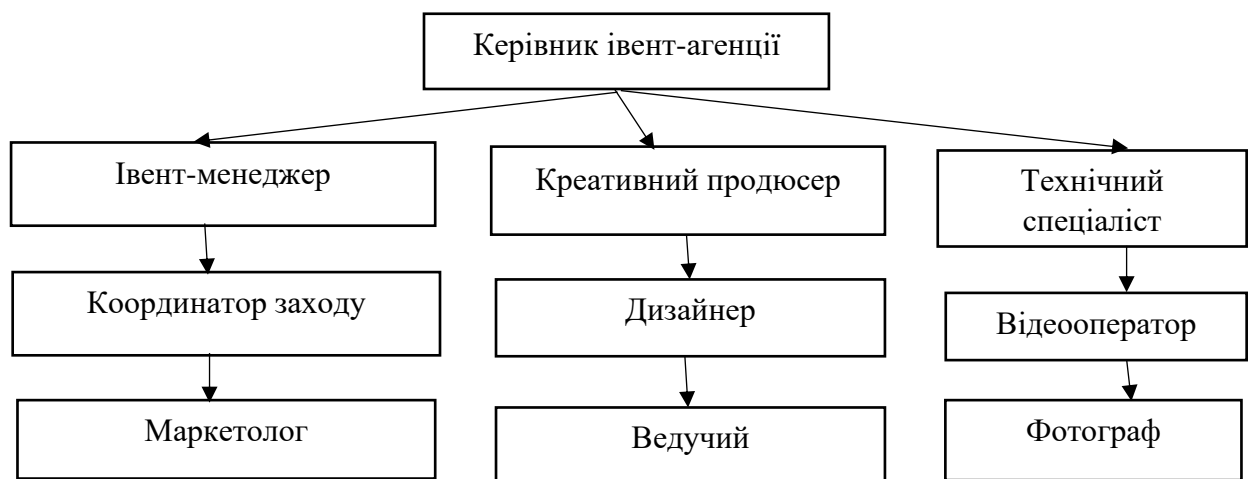 Керівник івент-агенції
Івент-менеджер
Креативний продюсер
Технічний
спеціаліст
Координатор заходу
Дизайнер
Відеооператор
Маркетолог
Ведучий
Фотограф